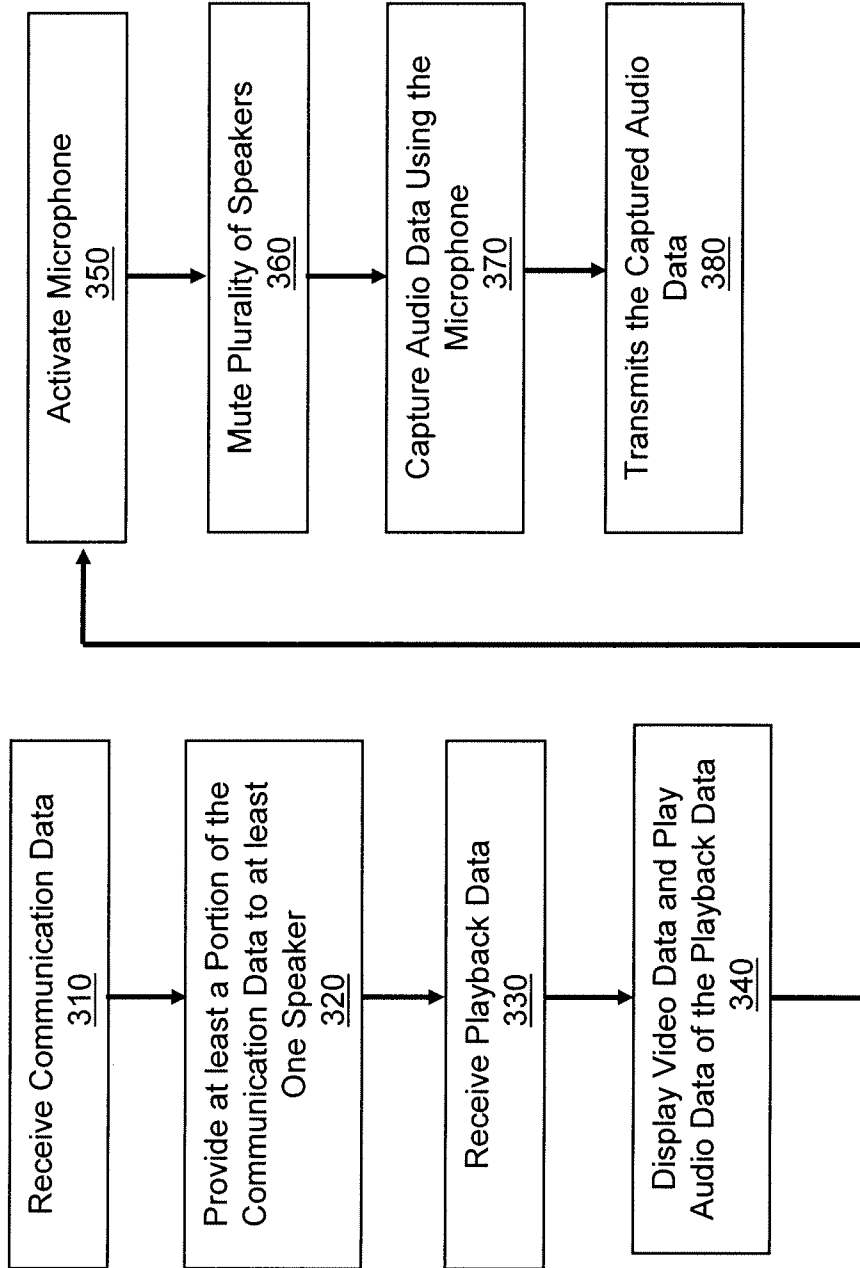 Receive Communication Data
310
Provide at least a Portion of the
Communication Data to at least
One Speaker
320
Receive Playback Data
330
Display Video Data and Play
Audio Data of the Playback Data
340
Activate Microphone
350
Mute Plurality of Speakers
360
Capture Audio Data Using the
Microphone
370
Transmits the Captured Audio
Data
380